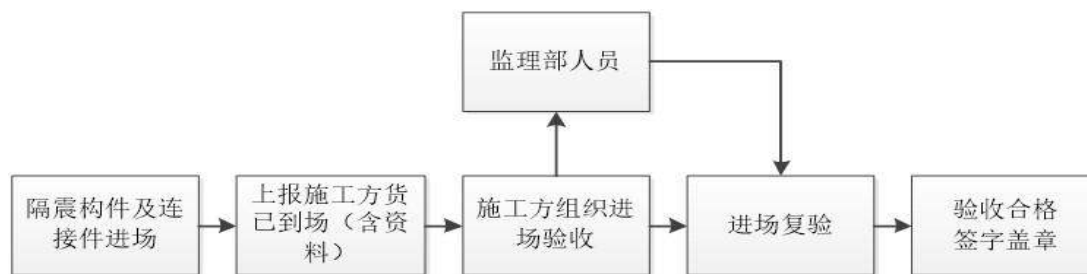 监理部人员
隔震构件及连
接件进场
上报施工方货
已到场（含资
料）
施工方组织进
场验收
进场复验
验收合格
签字盖章